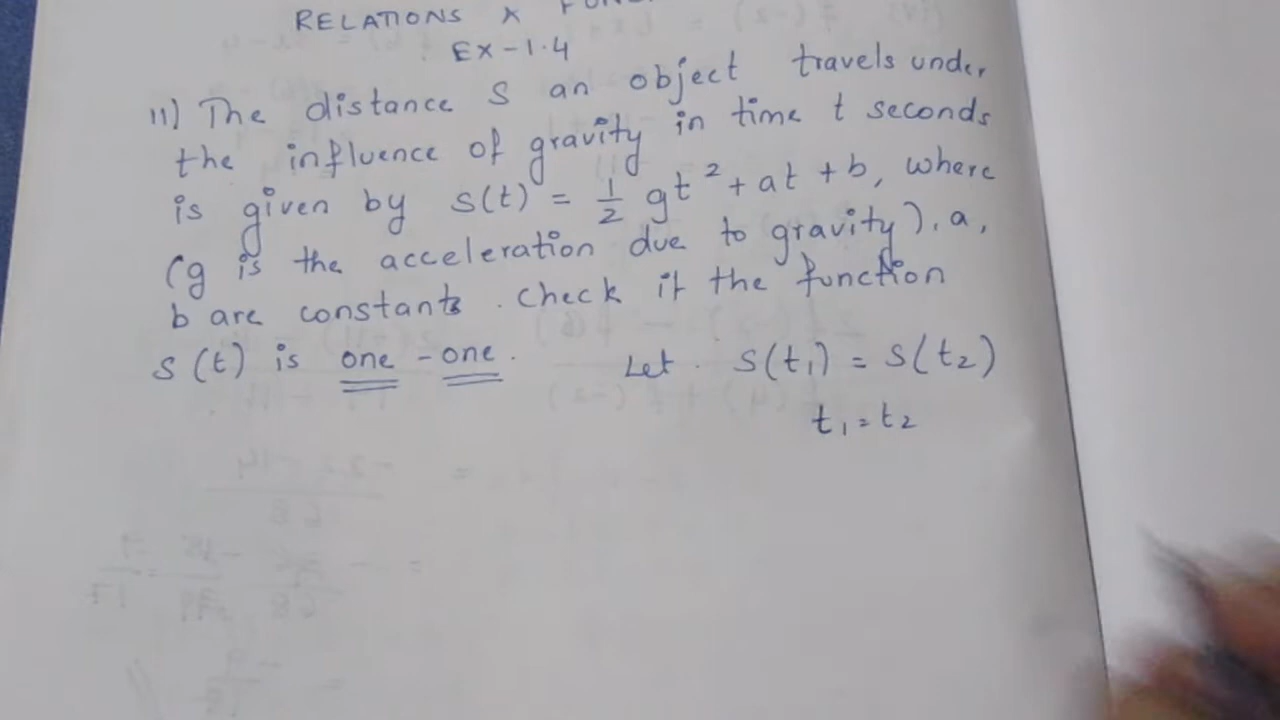 RELATIONS &
EX-1.4
11) The distance S an object travels under
the influence of gravity in time t seconds
is given by s(t) = 1/2 gt² + at + b, where
(g is the acceleration due to gravity), a,
b are constants. Check if the function
s(t) is one-one.
Let S(t₁) = S(t₂)
t₁ = t₂